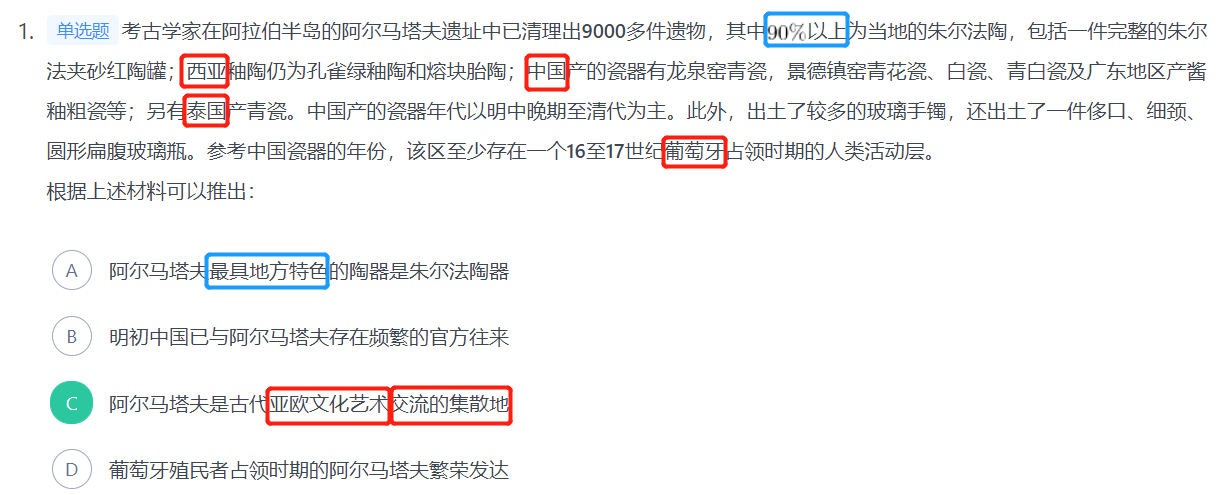 1. 单选题 考古学家在阿拉伯半岛的阿尔马塔夫遗址中已清理出9000多件遗物，其中90%以上为当地的朱尔法陶，包括一件完整的朱尔
法夹砂红陶罐；西亚釉陶仍为孔雀绿釉陶和熔块胎陶；中国产的瓷器有龙泉窑青瓷，景德镇窑青花瓷、白瓷、青白瓷及广东地区产酱
釉粗瓷等；另有泰国产青瓷。中国产的瓷器年代以明中晚期至清代为主。此外，出土了较多的玻璃手镯，还出土了一件侈口、细颈、
圆形扁腹玻璃瓶。参考中国瓷器的年份，该区至少存在一个16至17世纪葡萄牙占领时期的人类活动层。
根据上述材料可以推出：
A 阿尔马塔夫最具地方特色的陶器是朱尔法陶器
B 明初中国已与阿尔马塔夫存在频繁的官方往来
C 阿尔马塔夫是古代亚欧文化艺术交流的集散地
D 葡萄牙殖民者占领时期的阿尔马塔夫繁荣发达